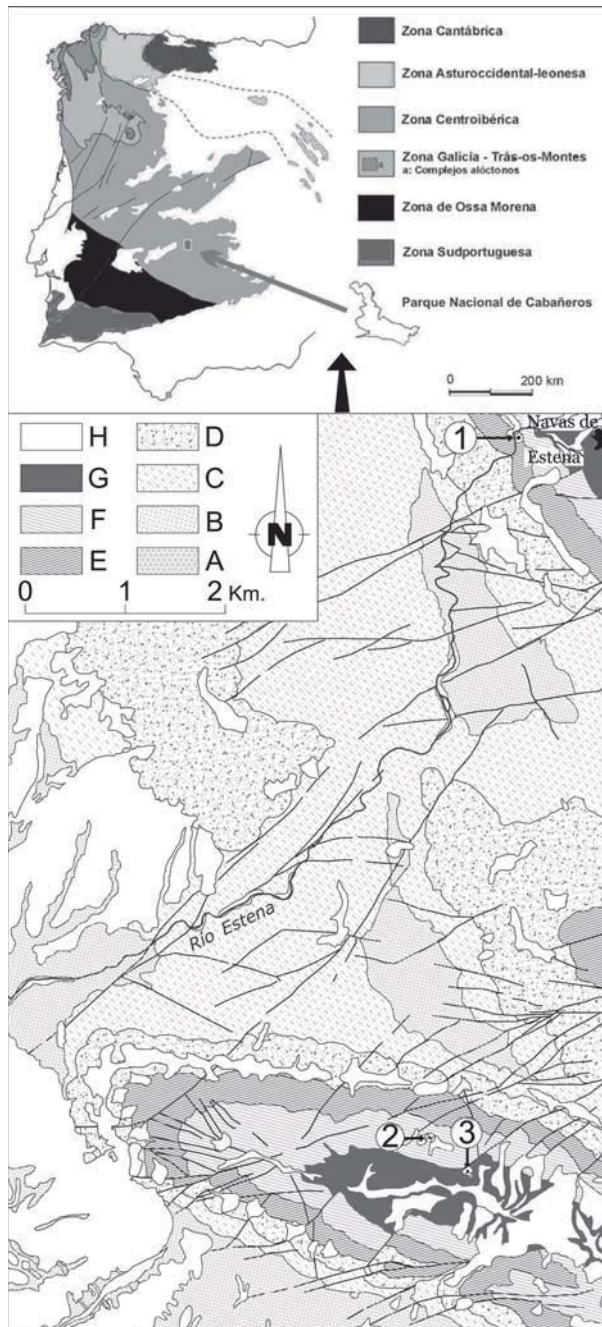 Zona Cantábrica
Zona Asturoccidental-leonesa
Zona Centroibérica
Zona Galicia - Trás-os-Montes
a: Complejos alóctonos
Zona de Ossa Morena
Zona Sudportuguesa
Parque Nacional de Cabañeros
0 200 km
H D
G C
F B
E A
0 1 2 Km.
N
1
Navas de
Estena
Río Estena
2 3